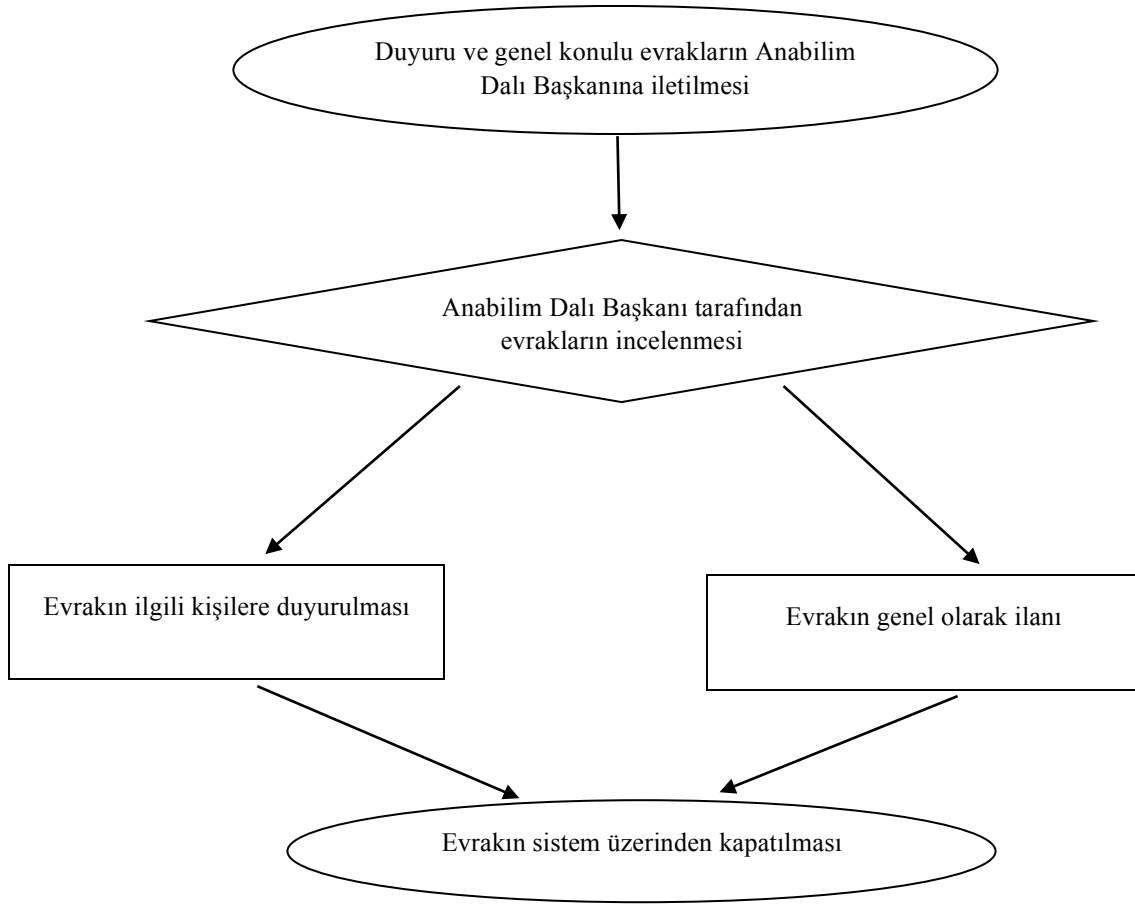 Duyuru ve genel konulu evrakların Anabilim
Dalı Başkanına iletilmesi
Anabilim Dalı Başkanı tarafından
evrakların incelenmesi
Evrakın ilgili kişilere duyurulması
Evrakın genel olarak ilanı
Evrakın sistem üzerinden kapatılması